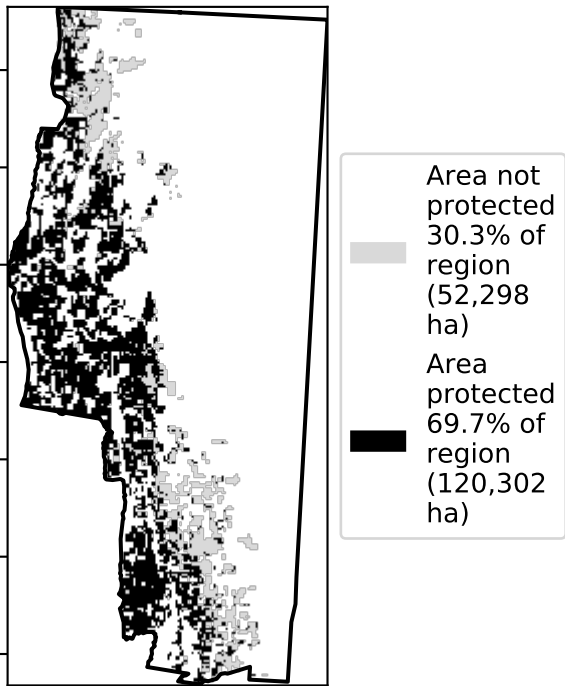 Area not
protected
30.3% of
region
(52,298
ha)
Area
protected
69.7% of
region
(120,302
ha)